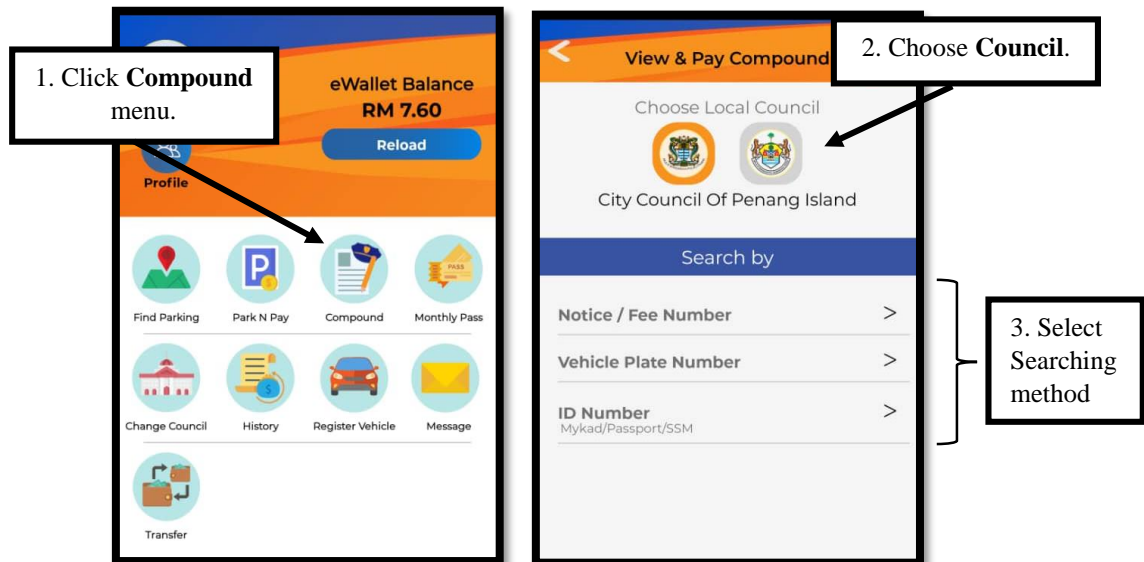 1. Click Compound
menu.
eWallet Balance
RM 7.60
Reload
Profile
Find Parking
Park N Pay
Compound
Monthly Pass
Change Council
History
Register Vehicle
Message
Transfer
2. Choose Council.
View & Pay Compound
Choose Local Council
City Council Of Penang Island
Search by
Notice / Fee Number >
Vehicle Plate Number >
ID Number >
Mykad/Passport/SSM
3. Select
Searching
method
P
PASS